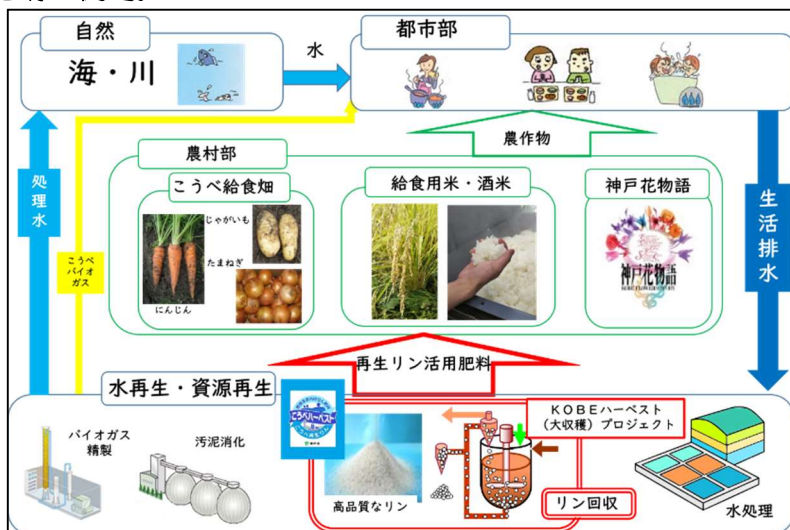 自然
海・川
水
都市部
農作物
農村部
こうべ給食畑
じゃがいも
たまねぎ
にんじん
給食用米・酒米
神戸花物語
神戸花物語
処理水
こうべ
バイオ
ガス
生活排水
再生リン活用肥料
水再生・資源再生
バイオガス
精製
汚泥消化
こうべハーベスト
高品質なリン
KOBEハーベスト
(大収穫)プロジェクト
リン回収
水処理